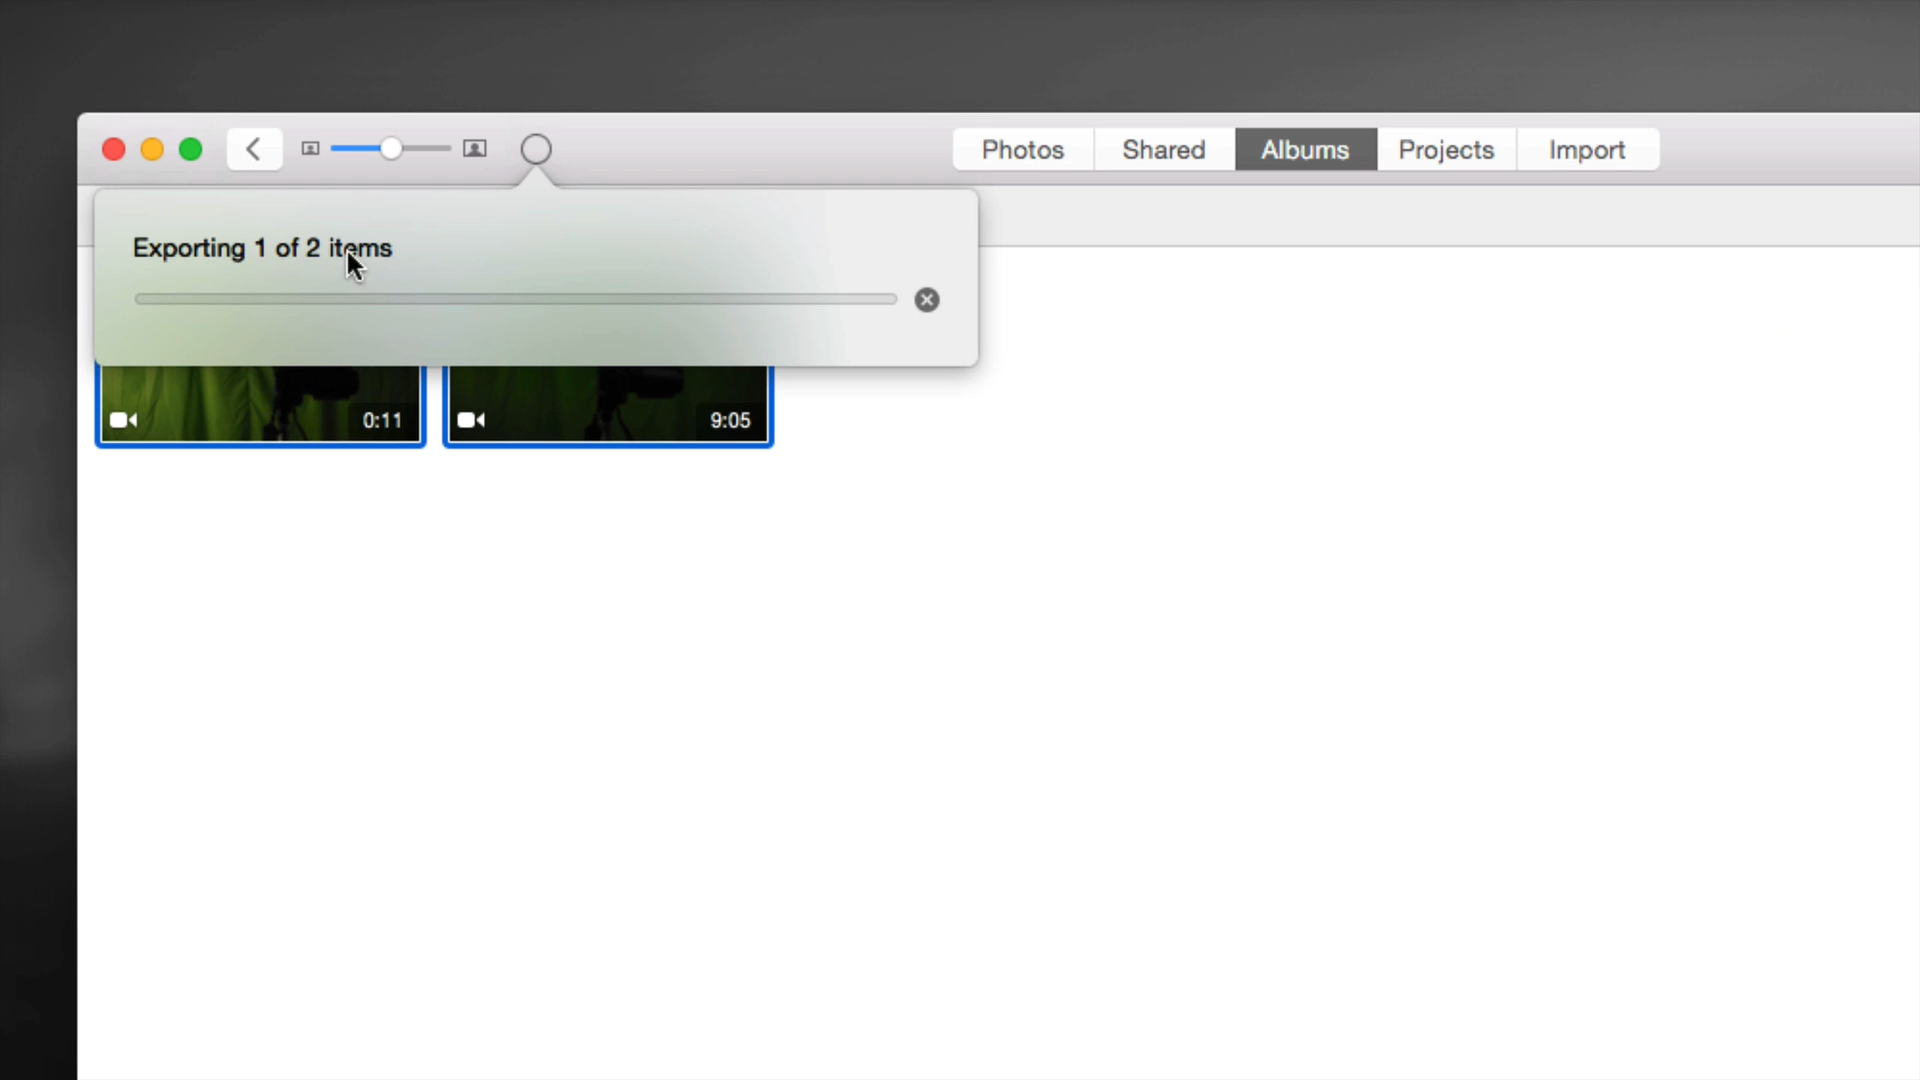 Photos Shared Albums Projects Import
Exporting 1 of 2 items
0:11 9:05